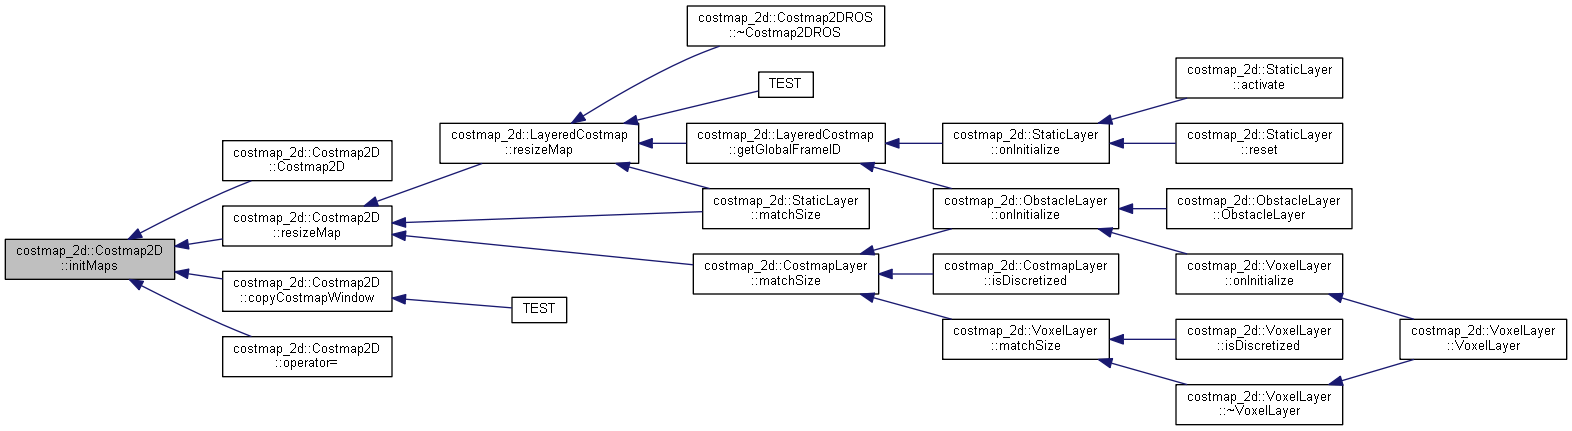 costmap_2d::Costmap2DROS
::~Costmap2DROS
TEST
costmap_2d::StaticLayer
::activate
costmap_2d::LayeredCostmap
::resizeMap
costmap_2d::LayeredCostmap
::getGlobalFrameID
costmap_2d::StaticLayer
::onInitialize
costmap_2d::StaticLayer
::reset
costmap_2d::Costmap2D
::Costmap2D
costmap_2d::StaticLayer
::matchSize
costmap_2d::ObstacleLayer
::onInitialize
costmap_2d::ObstacleLayer
::ObstacleLayer
costmap_2d::Costmap2D
::resizeMap
costmap_2d::Costmap2D
::initMaps
costmap_2d::CostmapLayer
::matchSize
costmap_2d::CostmapLayer
::isDiscretized
costmap_2d::VoxelLayer
::onInitialize
costmap_2d::Costmap2D
::copyCostmapWindow
TEST
costmap_2d::VoxelLayer
::matchSize
costmap_2d::VoxelLayer
::isDiscretized
costmap_2d::VoxelLayer
::VoxelLayer
costmap_2d::Costmap2D
::operator=
costmap_2d::VoxelLayer
::~VoxelLayer